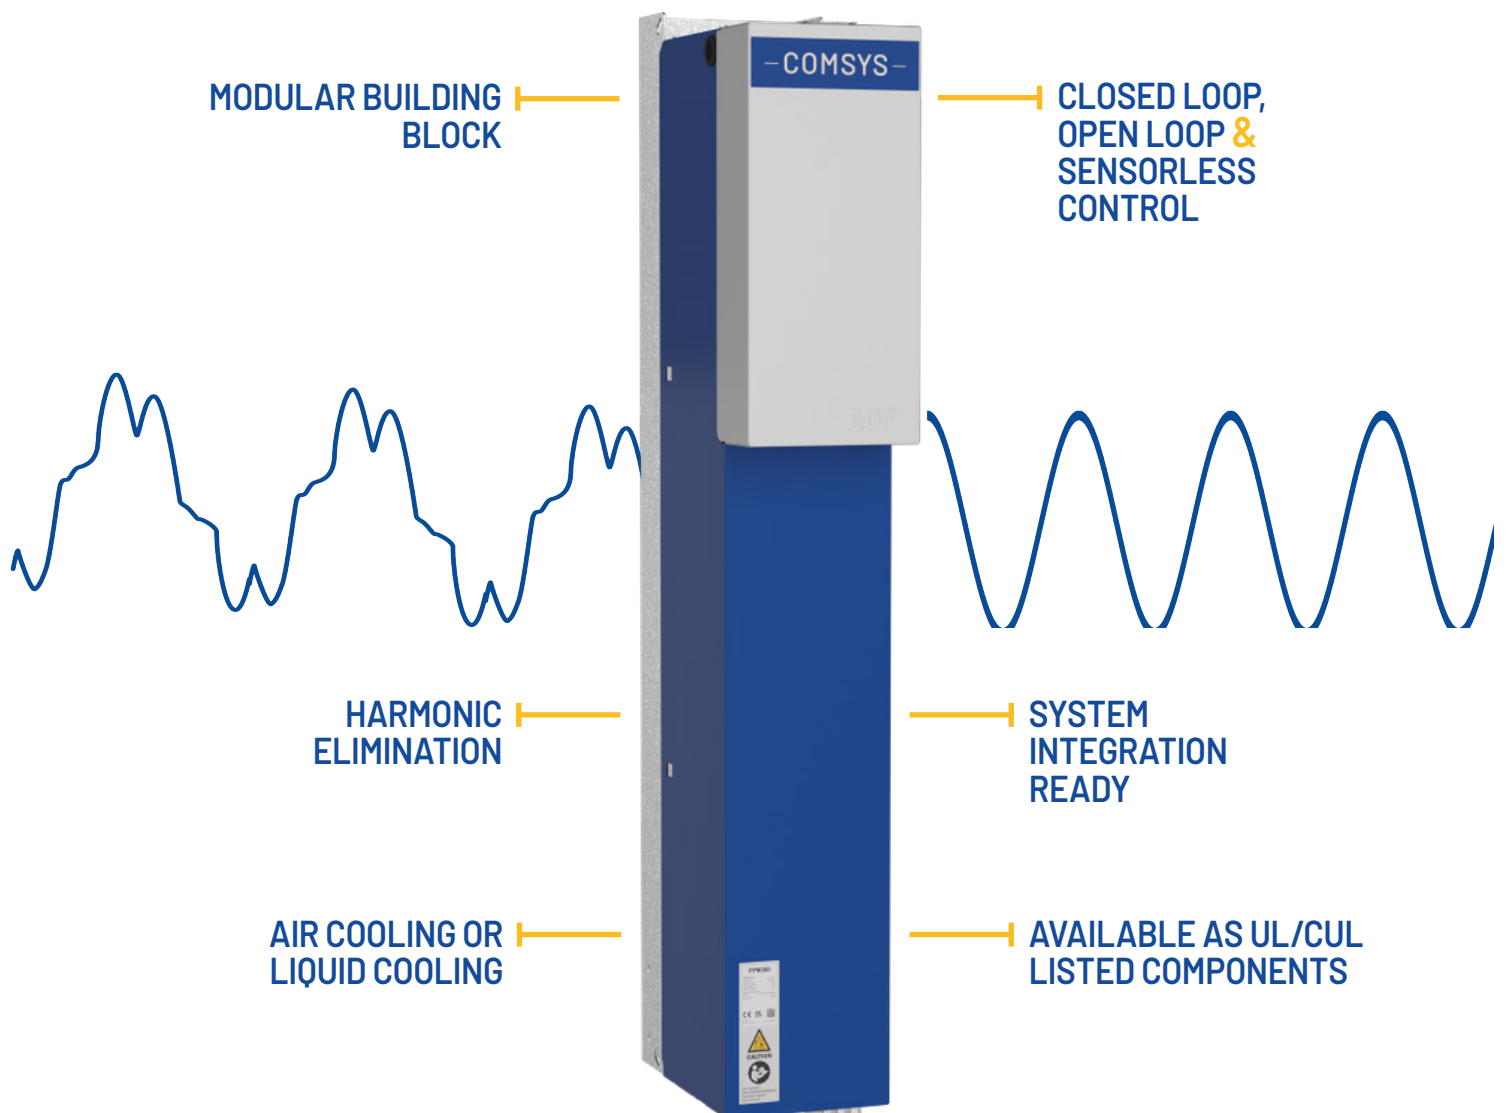 -COMSYS-
MODULAR BUILDING
BLOCK
CLOSED LOOP,
OPEN LOOP &
SENSORLESS
CONTROL
ADF
HARMONIC
ELIMINATION
SYSTEM
INTEGRATION
READY
AIR COOLING OR
LIQUID COOLING
AVAILABLE AS UL/CUL
LISTED COMPONENTS
CE
CAUTION